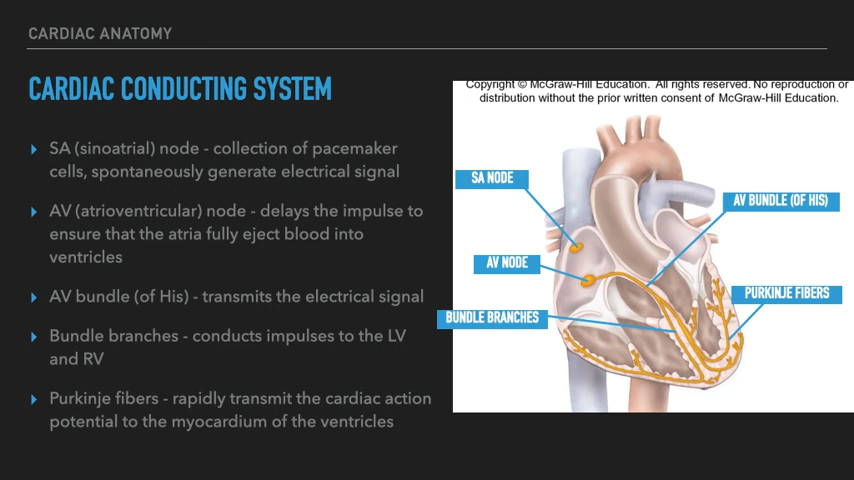 CARDIAC ANATOMY
CARDIAC CONDUCTING SYSTEM
SA (sinoatrial) node - collection of pacemaker
cells, spontaneously generate electrical signal
AV (atrioventricular) node - delays the impulse to
ensure that the atria fully eject blood into
ventricles
AV bundle (of His) - transmits the electrical signal
Bundle branches - conducts impulses to the LV
and RV
Purkinje fibers - rapidly transmit the cardiac action
potential to the myocardium of the ventricles
Copyright © McGraw-Hill Education. All rights reserved. No reproduction or
distribution without the prior written consent of McGraw-Hill Education.
SA NODE
AV BUNDLE (OF HIS)
AV NODE
PURKINJE FIBERS
BUNDLE BRANCHES